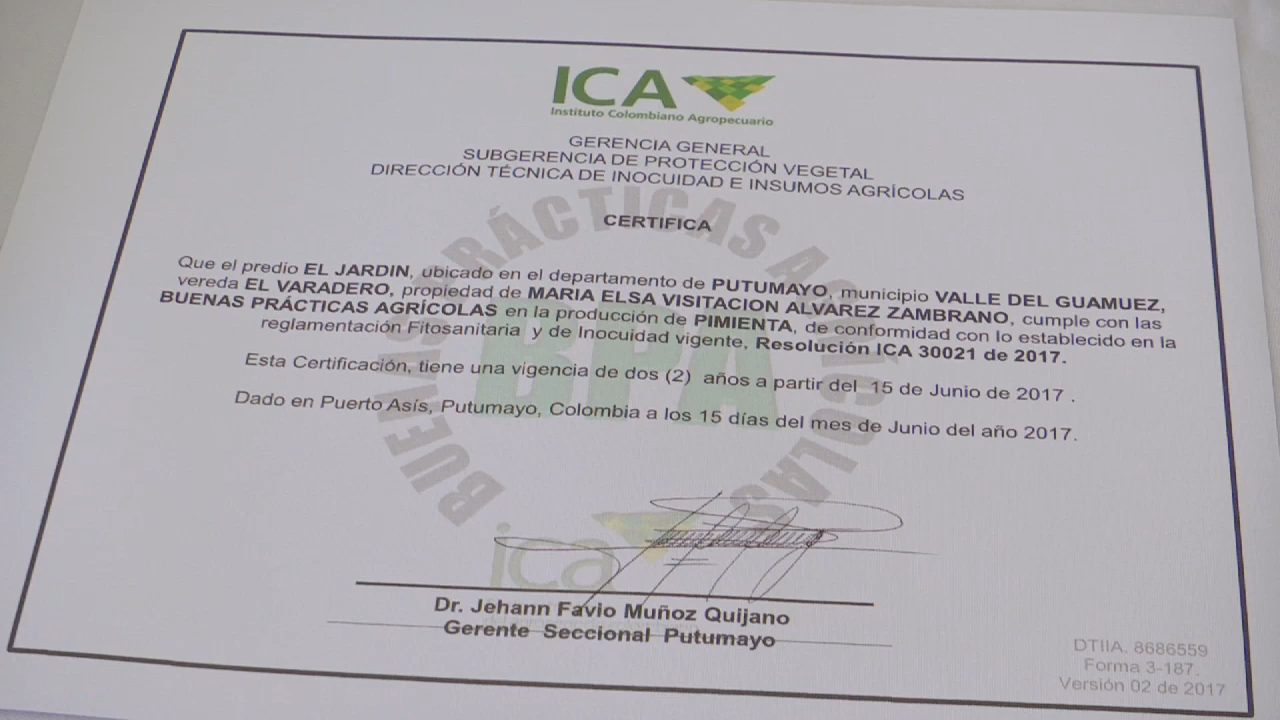 ICA
Instituto Colombiano Agropecuario
GERENCIA GENERAL
SUBGERENCIA DE PROTECCIÓN VEGETAL
DIRECCIÓN TÉCNICA DE INOCUIDAD E INSUMOS AGRÍCOLAS
CERTIFICA
Que el predio EL JARDIN, ubicado en el departamento de PUTUMAYO, municipio VALLE DEL GUAMUEZ,
vereda EL VARADERO, propiedad de MARIA ELSA VISITACION ALVAREZ ZAMBRANO, cumple con las
BUENAS PRÁCTICAS AGRÍCOLAS en la producción de PIMIENTA, de conformidad con lo establecido en la
reglamentación Fitosanitaria y de Inocuidad vigente, Resolución ICA 30021 de 2017.
Esta Certificación, tiene una vigencia de dos (2) años a partir del 15 de Junio de 2017 .
Dado en Puerto Asís, Putumayo, Colombia a los 15 días del mes de Junio del año 2017.
BUENAS PRÁCTICAS AGRÍCOLAS
BPA
ica
Dr. Jehann Favio Muñoz Quijano
Gerente Seccional Putumayo
DTIIA. 8686559
Forma 3-187.
Versión 02 de 2017